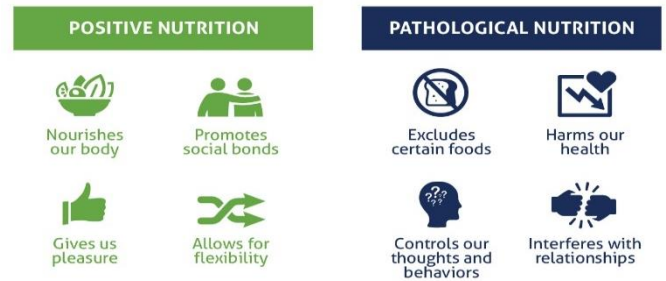 POSITIVE NUTRITION
Nourishes
our body
Promotes
social bonds
Gives us
pleasure
Allows for
flexibility
PATHOLOGICAL NUTRITION
Excludes
certain foods
Harms our
health
???
??
Controls our
thoughts and
behaviors
Interferes with
relationships